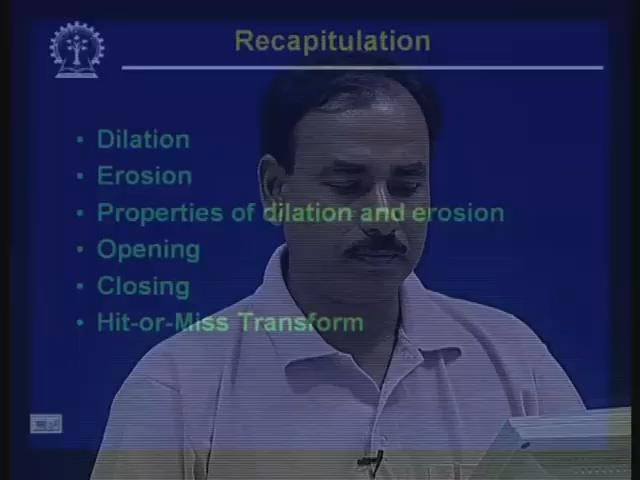 Recapitulation
• Dilation
• Erosion
• Properties of dilation and erosion
• Opening
• Closing
• Hit-or-Miss Transform